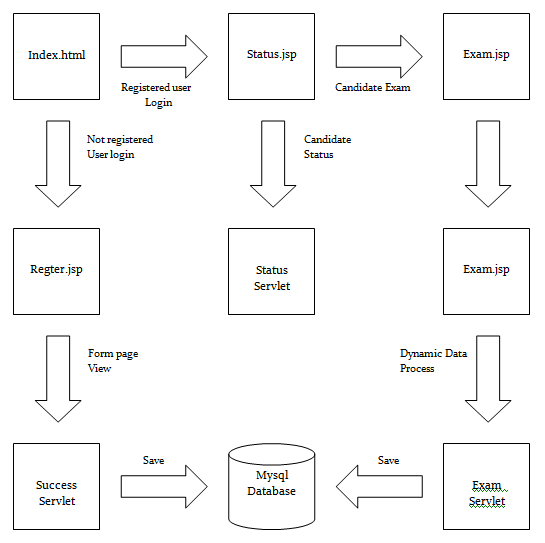 Index.html
Status.jsp
Exam.jsp
Registered user
Login
Candidate Exam
Not registered
User login
Candidate
Status
Regter.jsp
Status
Servlet
Exam.jsp
Form page
View
Dynamic Data
Process
Success
Servlet
Save
Mysql
Database
Save
Exam
Servlet